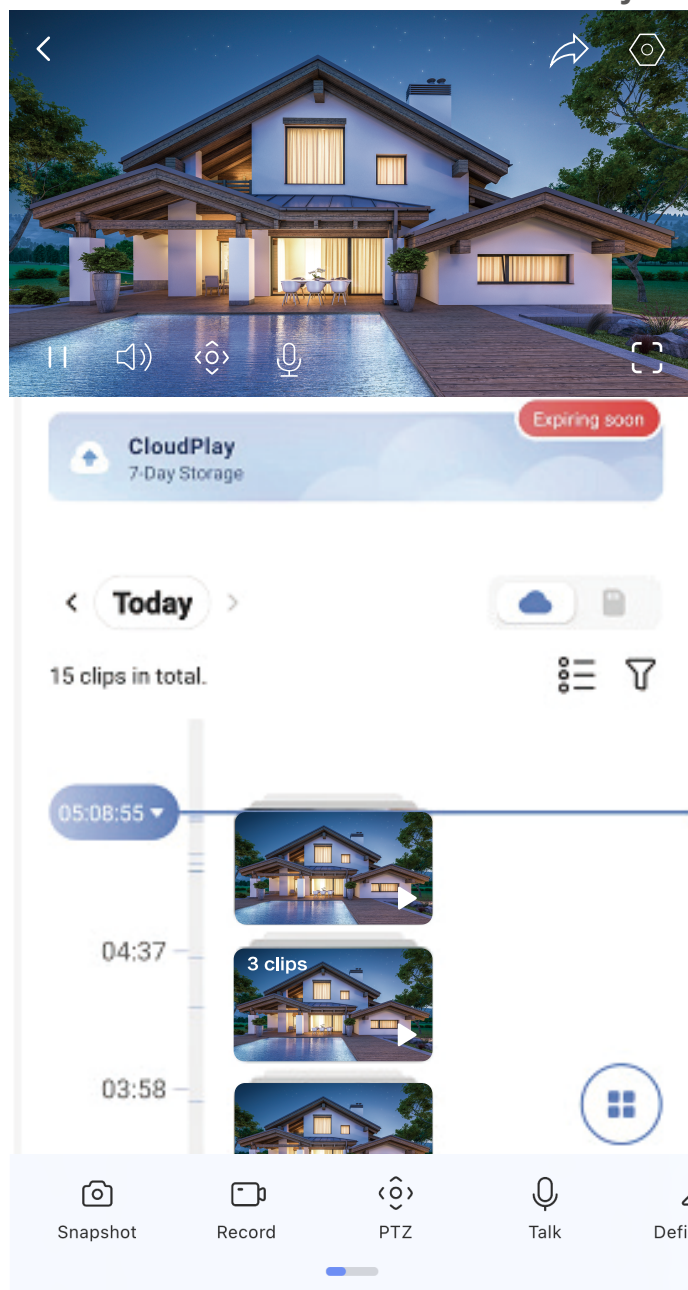 Expiring soon
CloudPlay
7-Day Storage
Today
15 clips in total.
05:08:55
04:37
3 clips
03:58
Snapshot
Record
PTZ
Talk